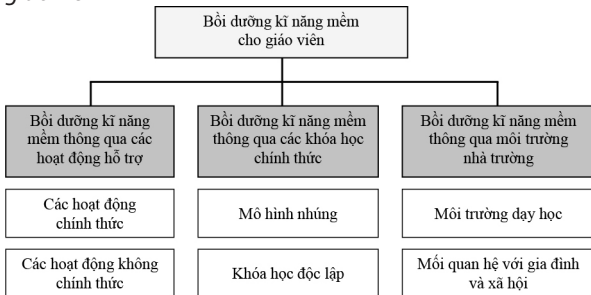 Bồi dưỡng kĩ năng mềm
cho giáo viên
Bồi dưỡng kĩ năng
mềm thông qua các
hoạt động hỗ trợ
Bồi dưỡng kĩ năng mềm
thông qua các khóa học
chính thức
Bồi dưỡng kĩ năng mềm
thông qua môi trường
nhà trường
Các hoạt động
chính thức
Mô hình nhúng
Môi trường dạy học
Các hoạt động không
chính thức
Khóa học độc lập
Mối quan hệ với gia đình
và xã hội